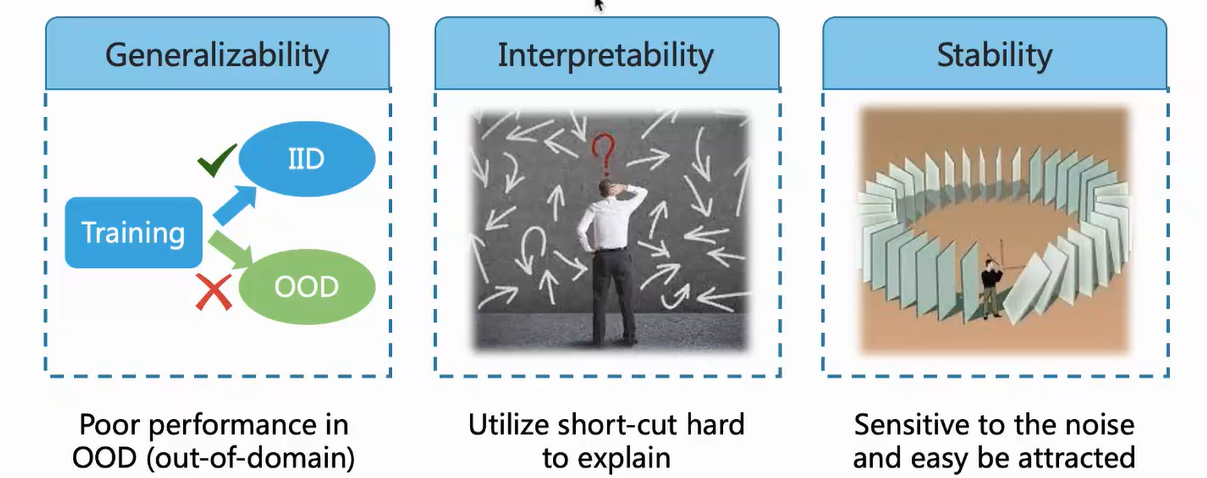 Generalizability
Interpretability
Stability
Training
IID
OOD
?
Poor performance in
OOD (out-of-domain)
Utilize short-cut hard
to explain
Sensitive to the noise
and easy be attracted